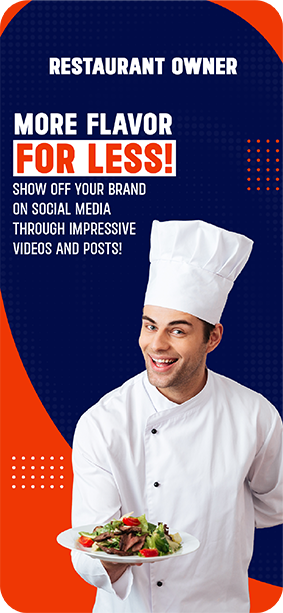 RESTAURANT OWNER
MORE FLAVOR
FOR LESS!
SHOW OFF YOUR BRAND
ON SOCIAL MEDIA
THROUGH IMPRESSIVE
VIDEOS AND POSTS!